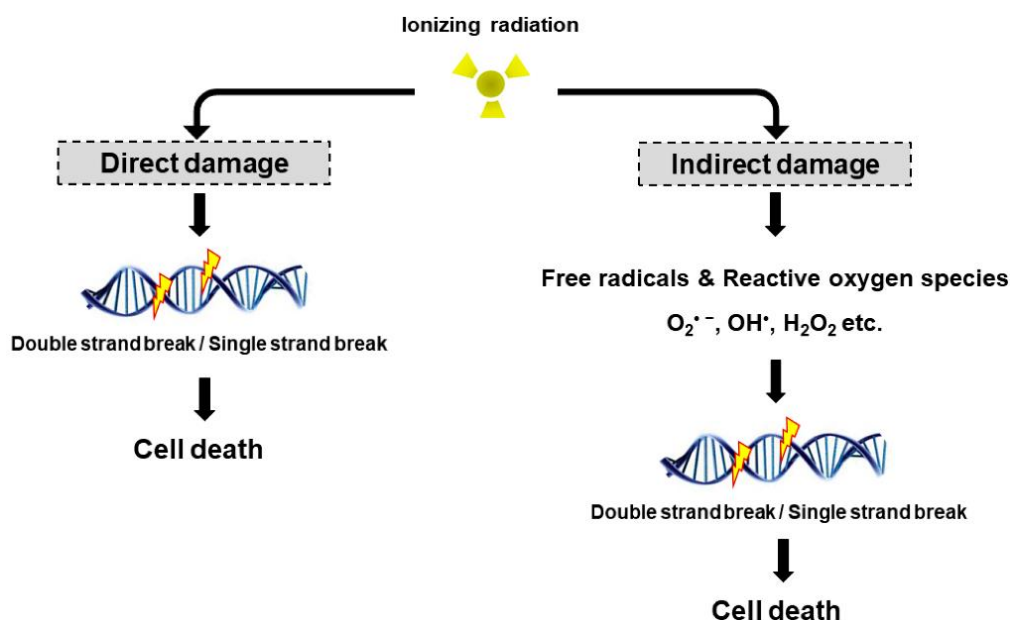 Ionizing radiation
Direct damage
Double strand break / Single strand break
Cell death
Indirect damage
Free radicals & Reactive oxygen species
O₂•⁻, OH•, H₂O₂ etc.
Double strand break / Single strand break
Cell death